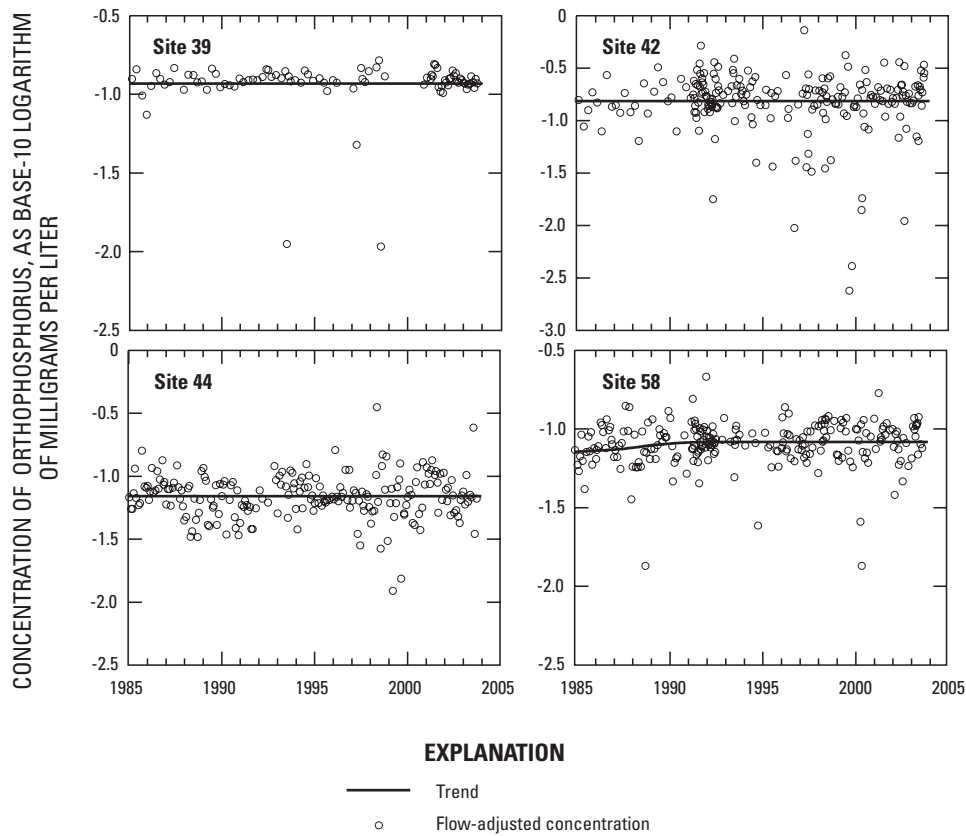 CONCENTRATION OF ORTHOPHOSPHORUS, AS BASE-10 LOGARITHM
OF MILLIGRAMS PER LITER
Site 39
-0.5
-1.0
-1.5
-2.0
-2.5
Site 42
0
-0.5
-1.0
-1.5
-2.0
-2.5
-3.0
Site 44
0
-0.5
-1.0
-1.5
-2.0
-2.5
1985 1990 1995 2000 2005
Site 58
-0.5
-1.0
-1.5
-2.0
-2.5
1985 1990 1995 2000 2005
EXPLANATION
Trend
Flow-adjusted concentration